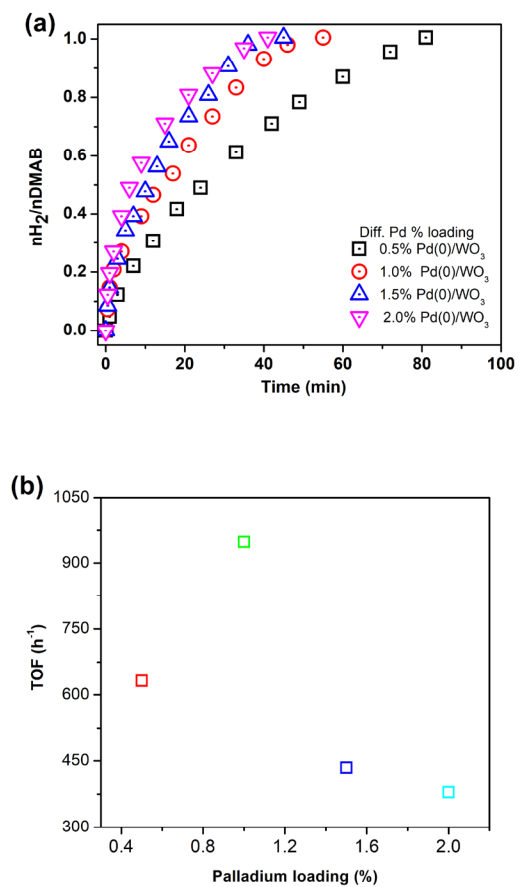 (a)
nH2/nDMAB
1.0
0.8
0.6
0.4
0.2
0.0
Diff. Pd % loading
0.5% Pd(0)/WO3
1.0% Pd(0)/WO3
1.5% Pd(0)/WO3
2.0% Pd(0)/WO3
0 20 40 60 80 100
Time (min)
(b)
TOF (h-1)
1050
900
750
600
450
300
0.4 0.8 1.2 1.6 2.0
Palladium loading (%)